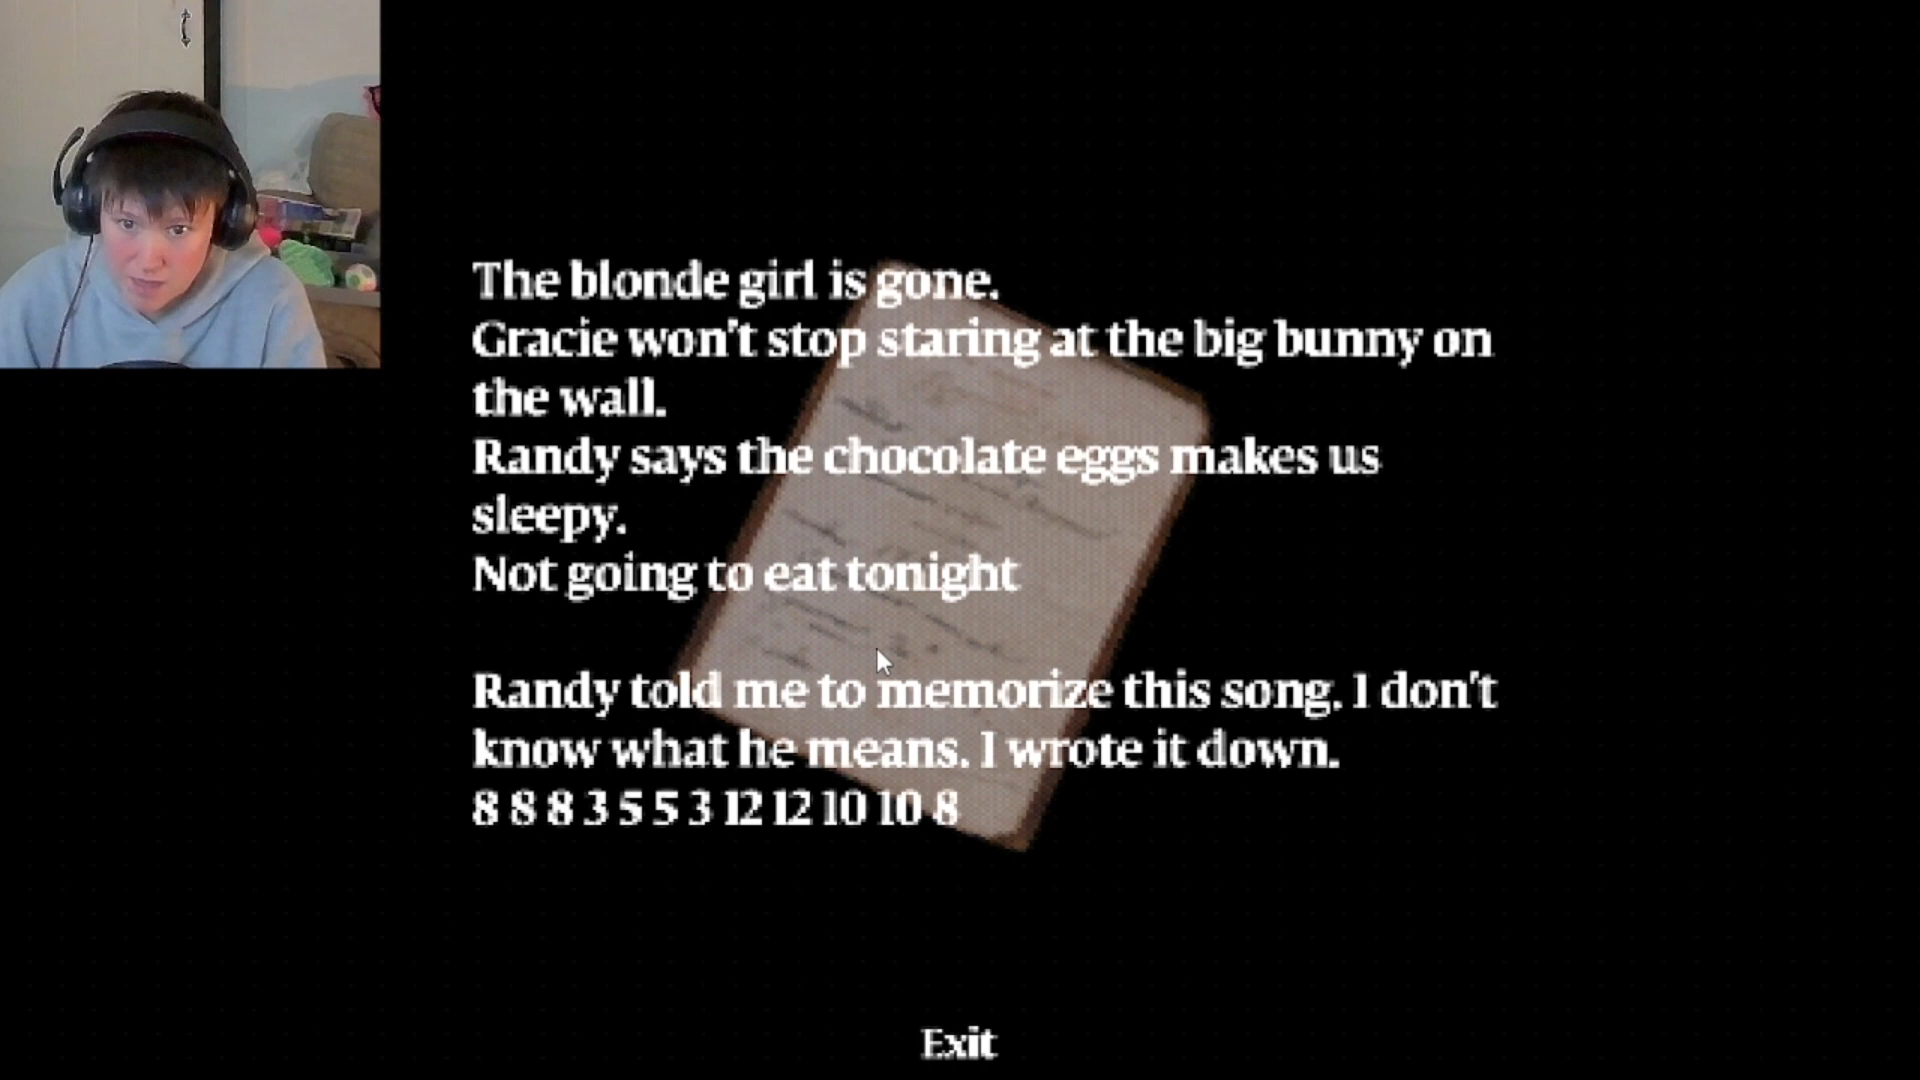 The blonde girl is gone.
Gracie won't stop staring at the big bunny on
the wall.
Randy says the chocolate eggs makes us
sleepy.
Not going to eat tonight
Randy told me to memorize this song. I don't
know what he means. I wrote it down.
8 8 8 3 5 5 3 12 12 10 10 8
Exit